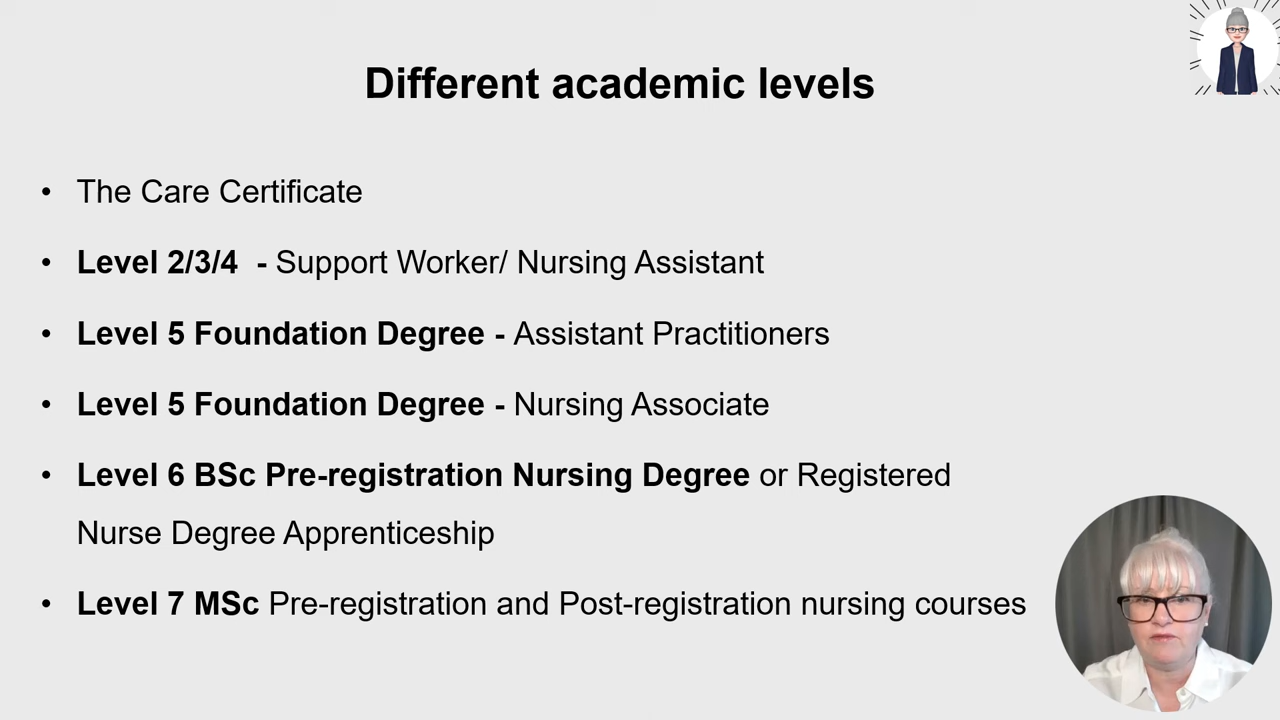 Different academic levels
• The Care Certificate
• Level 2/3/4  - Support Worker/ Nursing Assistant
• Level 5 Foundation Degree - Assistant Practitioners
• Level 5 Foundation Degree - Nursing Associate
• Level 6 BSc Pre-registration Nursing Degree or Registered
Nurse Degree Apprenticeship
• Level 7 MSc Pre-registration and Post-registration nursing courses